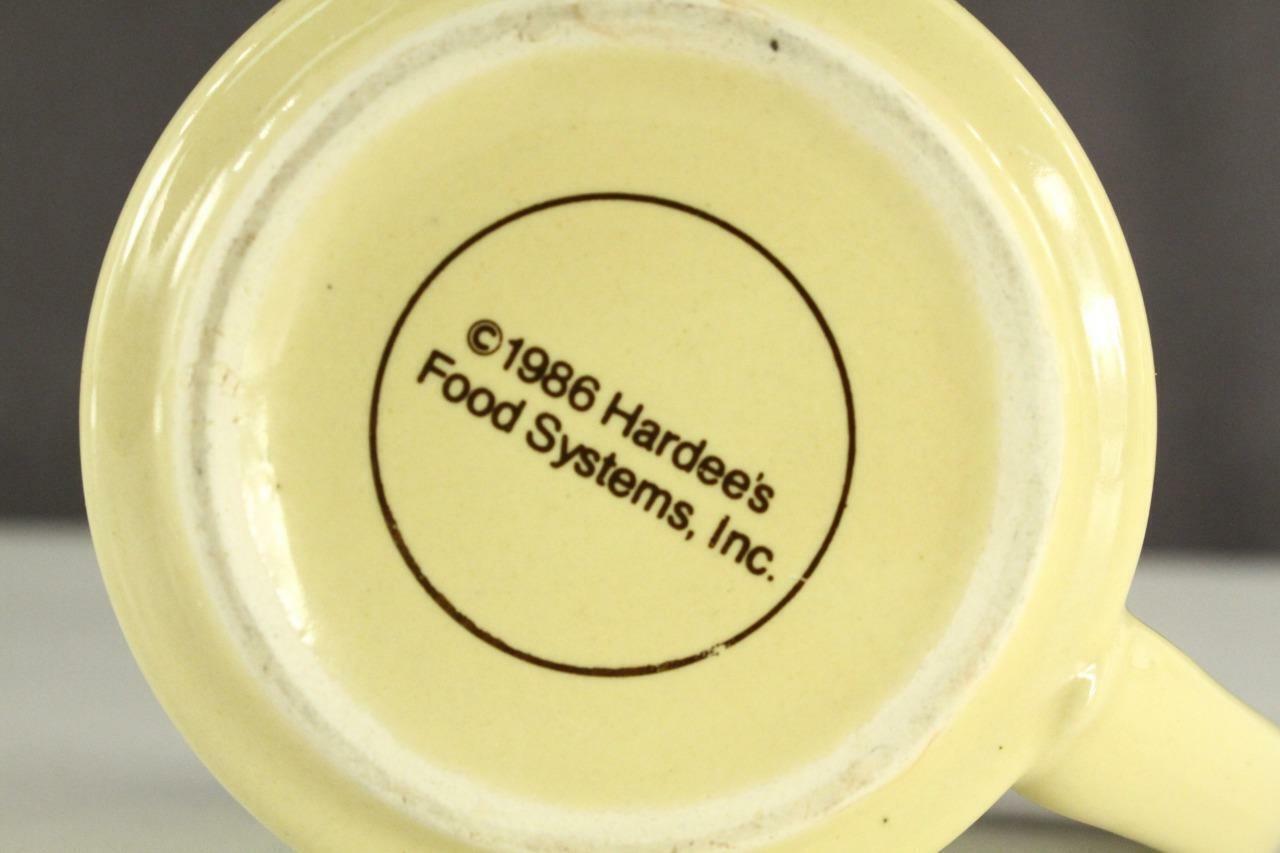 ©1986 Hardee's
Food Systems, Inc.